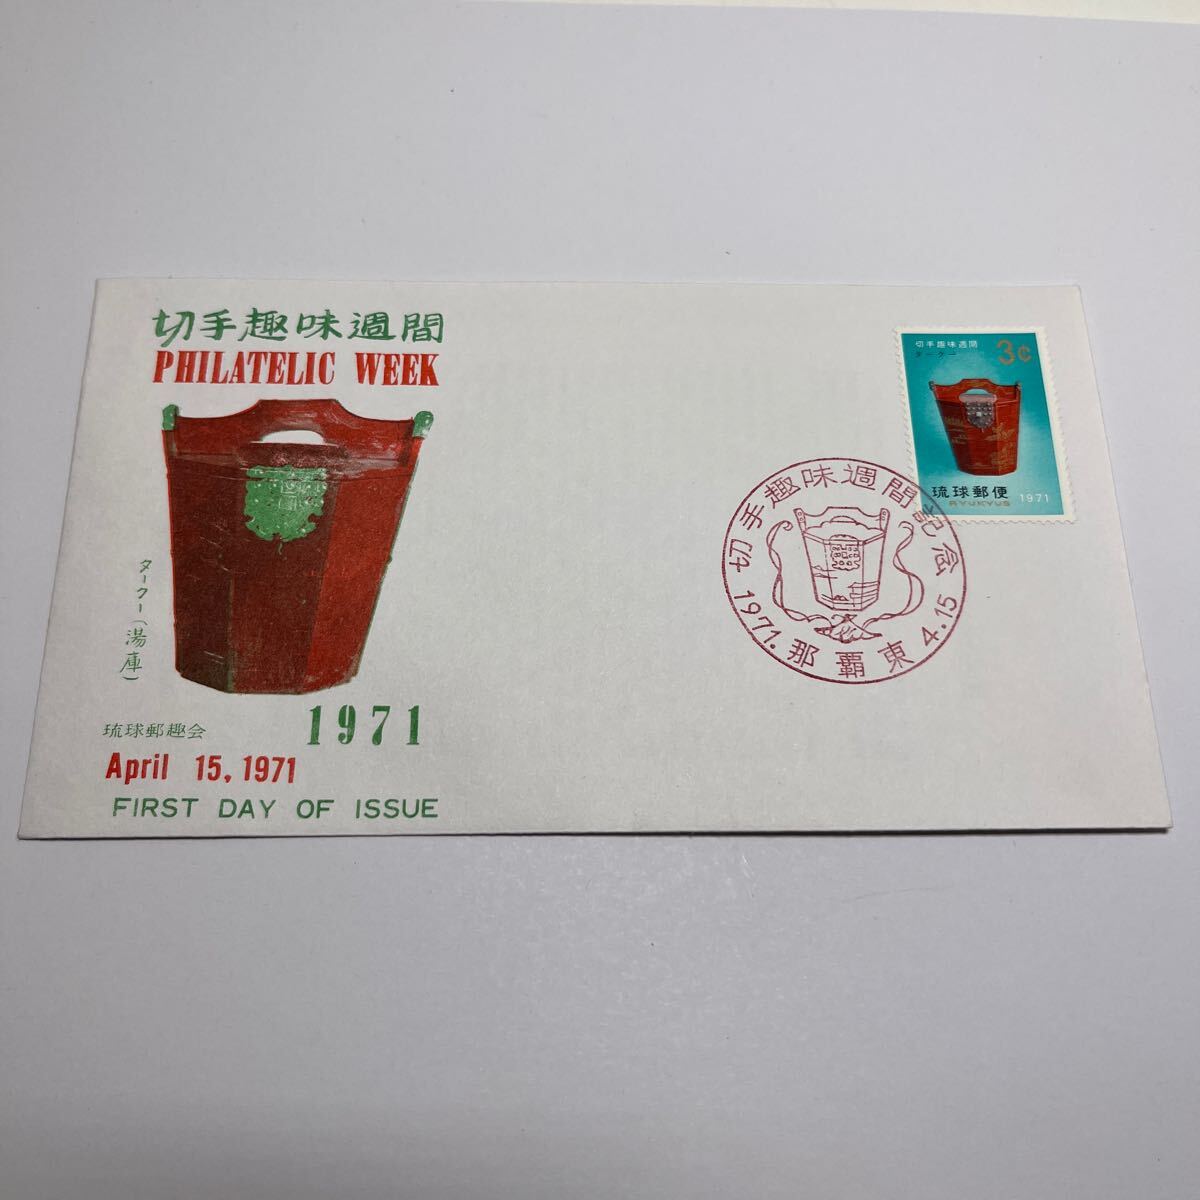 切手趣味週間
PHILATELIC WEEK
タークー(湯庫)
琉球郵趣会
1971
April 15, 1971
FIRST DAY OF ISSUE
切手趣味週間
タークー
3¢
琉球郵便
1971
RYUKYUS
切手趣味週間記念
1971.那覇東4.15